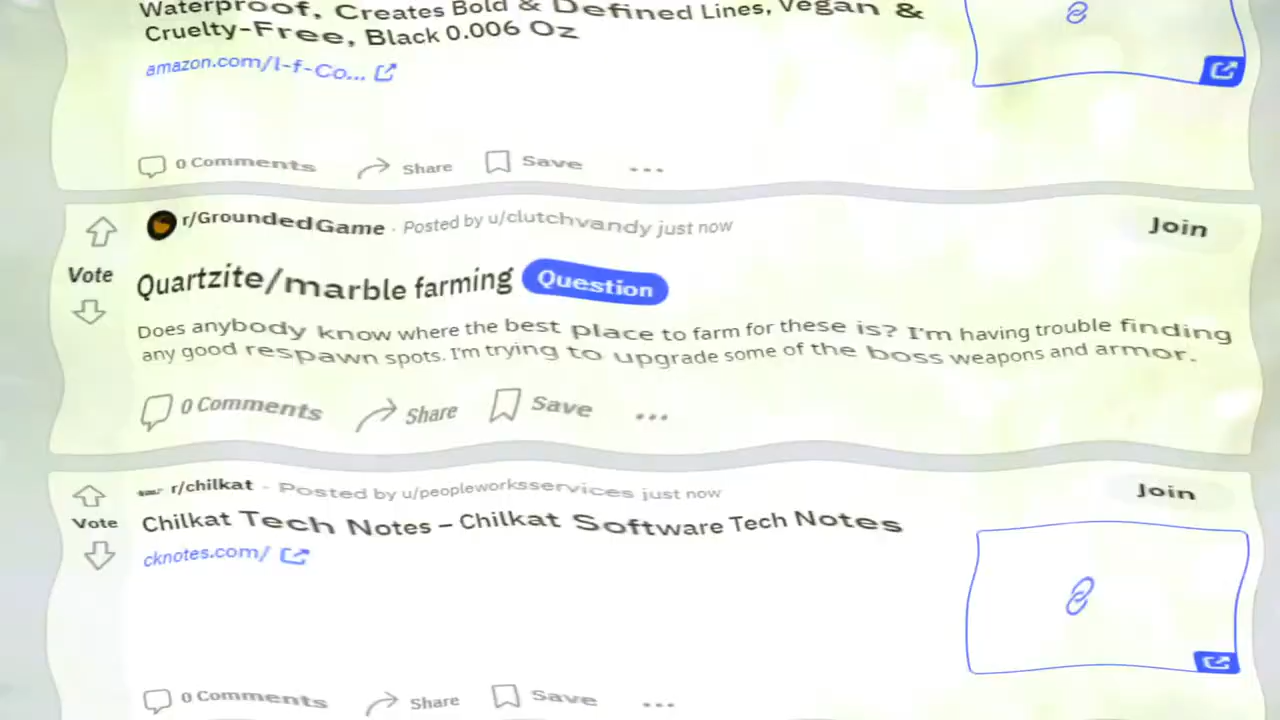 Waterproof, Creates Bold & Defined Lines, Vegan &
Cruelty-Free, Black 0.006 Oz
amazon.com/l-f-Co...
0 Comments Share Save ...
r/GroundedGame · Posted by u/clutchvandy just now
Join
Vote
Quartzite/marble farming Question
Does anybody know where the best place to farm for these is? I'm having trouble finding
any good respawn spots. I'm trying to upgrade some of the boss weapons and armor.
0 Comments Share Save ...
r/chilkat · Posted by u/peopleworksservices just now
Join
Vote
Chilkat Tech Notes – Chilkat Software Tech Notes
cknotes.com/
0 Comments Share Save ...